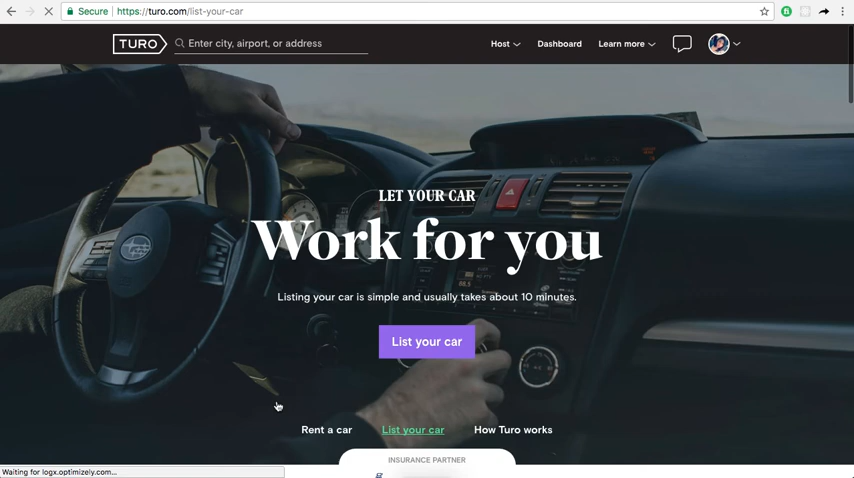 Secure https://turo.com/list-your-car
TURO
Enter city, airport, or address
Host
Dashboard
Learn more
LET YOUR CAR
Work for you
Listing your car is simple and usually takes about 10 minutes.
List your car
Rent a car
List your car
How Turo works
INSURANCE PARTNER
Waiting for logx.optimizely.com...